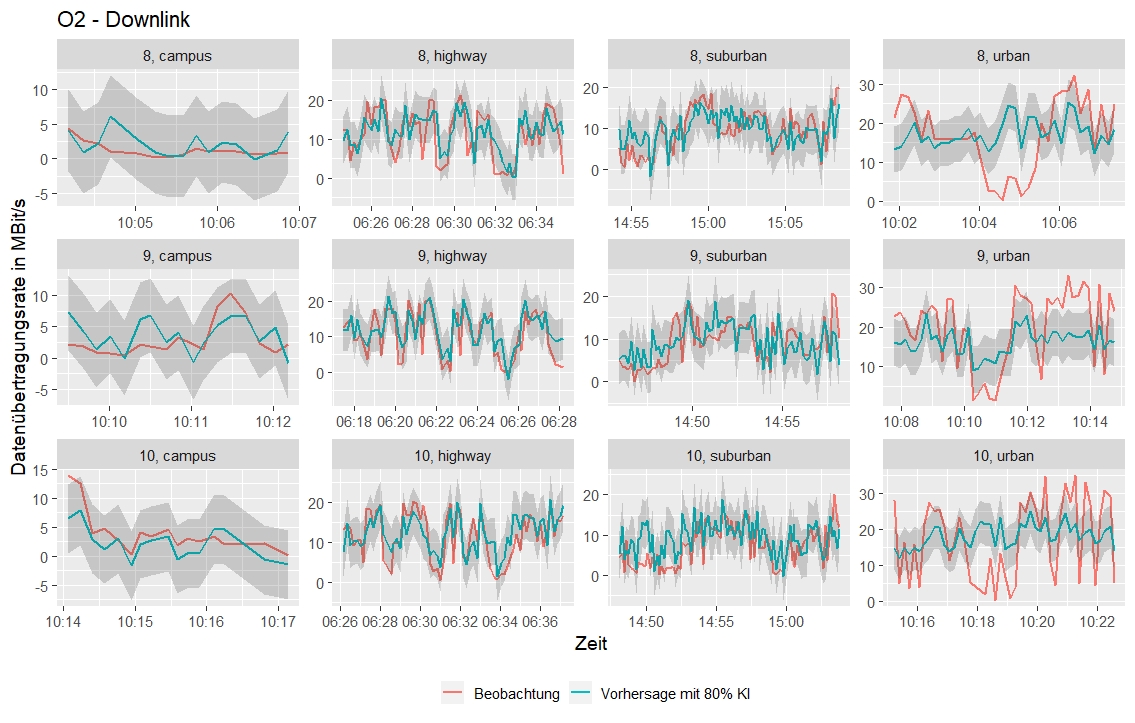 O2 - Downlink
8, campus
8, highway
8, suburban
8, urban
10
5
0
-5
20
10
0
20
10
0
30
20
10
0
10:05 10:06 10:07
06:26 06:28 06:30 06:32 06:34
14:55 15:00 15:05
10:02 10:04 10:06
9, campus
9, highway
9, suburban
9, urban
10
5
0
-5
20
10
0
20
10
0
30
20
10
10:10 10:11 10:12
06:18 06:20 06:22 06:24 06:26 06:28
14:50 14:55
10:08 10:10 10:12 10:14
10, campus
10, highway
10, suburban
10, urban
15
10
5
0
-5
20
10
0
20
10
0
30
20
10
0
10:14 10:15 10:16 10:17
06:26 06:28 06:30 06:32 06:34 06:36
14:50 14:55 15:00
10:16 10:18 10:20 10:22
Datenübertragungsrate in MBit/s
Zeit
Beobachtung Vorhersage mit 80% KI